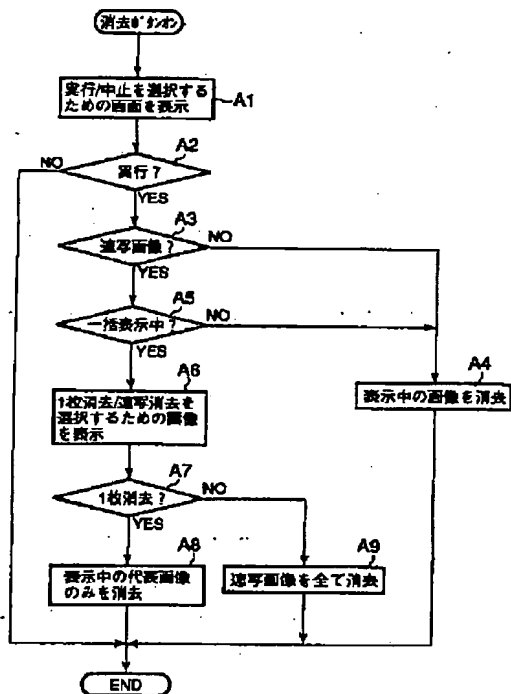 消去ボタンオン
実行/中止を選択する
ための画面を表示
A1
A2
NO
実行？
YES
A3
連写画像？
NO
YES
A5
一括表示中？
NO
YES
A6
1枚消去/連写消去を
選択するための画像
を表示
A4
表示中の画像を消去
A7
1枚消去？
NO
YES
A8
表示中の代表画像
のみを消去
A9
連写画像を全て消去
END